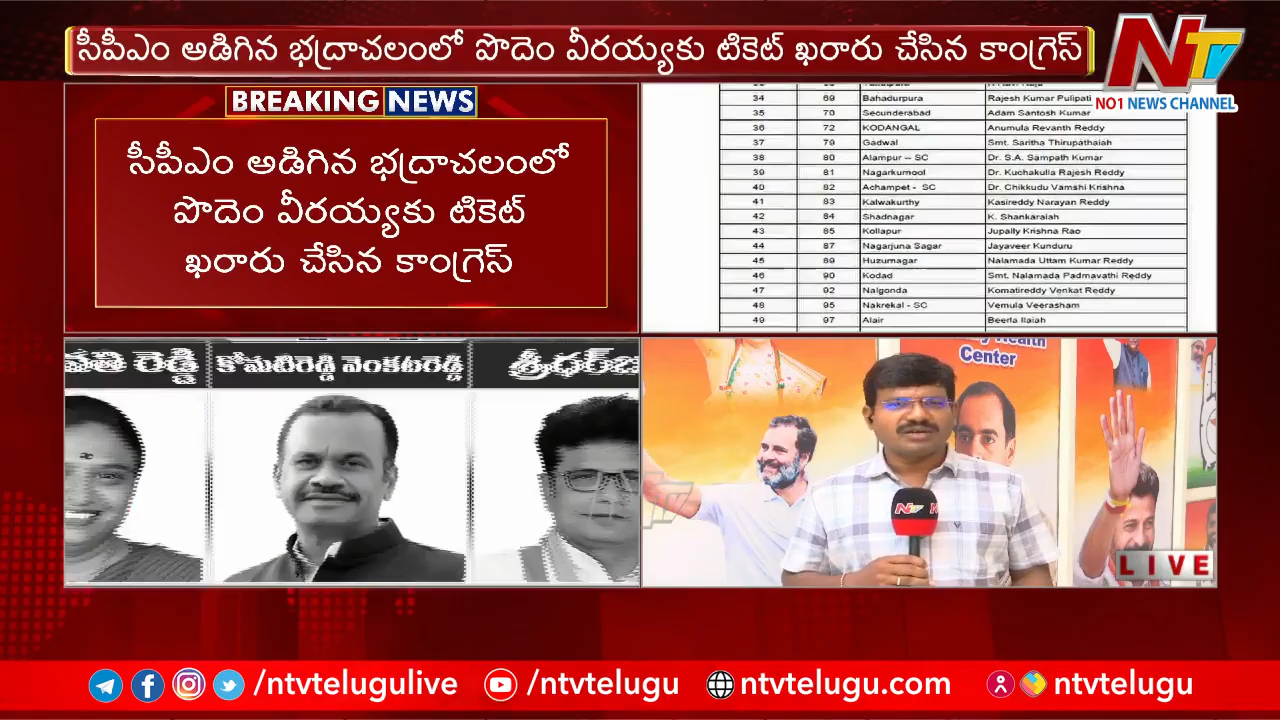 సీపీఎం అడిగిన భద్రాచలంలో పొదెం వీరయ్యకు టికెట్ ఖరారు చేసిన కాంగ్రెస్
NTV
NO1 NEWS CHANNEL
BREAKING NEWS
సీపీఎం అడిగిన భద్రాచలంలో
పొదెం వీరయ్యకు టికెట్
ఖరారు చేసిన కాంగ్రెస్
34 69 Bahadurpura Rajesh Kumar Pulipati
35 70 Secunderabad Adam Santosh Kumar
36 72 KODANGAL Anumula Revanth Reddy
37 79 Gadwal Smt. Saritha Thirupathaiah
38 80 Alampur -- SC Dr. S.A. Sampath Kumar
39 81 Nagarkurnool Dr. Kuchakulla Rajesh Reddy
40 82 Achampet - SC Dr. Chikkudu Vamshi Krishna
41 83 Kalwakurthy Kasireddy Narayan Reddy
42 84 Shadnagar K. Shankaraiah
43 85 Kollapur Jupally Krishna Rao
44 87 Nagarjuna Sagar Jayaveer Kunduru
45 89 Huzurnagar Nalamada Uttam Kumar Reddy
46 90 Kodad Smt. Nalamada Padmavathi Reddy
47 92 Nalgonda Komatireddy Venkat Reddy
48 95 Nakrekal - SC Vemula Veerasham
49 97 Alair Beerla Ilaiah
రెడ్డి కోమటిరెడ్డి వెంకటరెడ్డి
Health
Center
NTV
LIVE
/ntvtelugulive /ntvtelugu ntvtelugu.com ntvtelugu